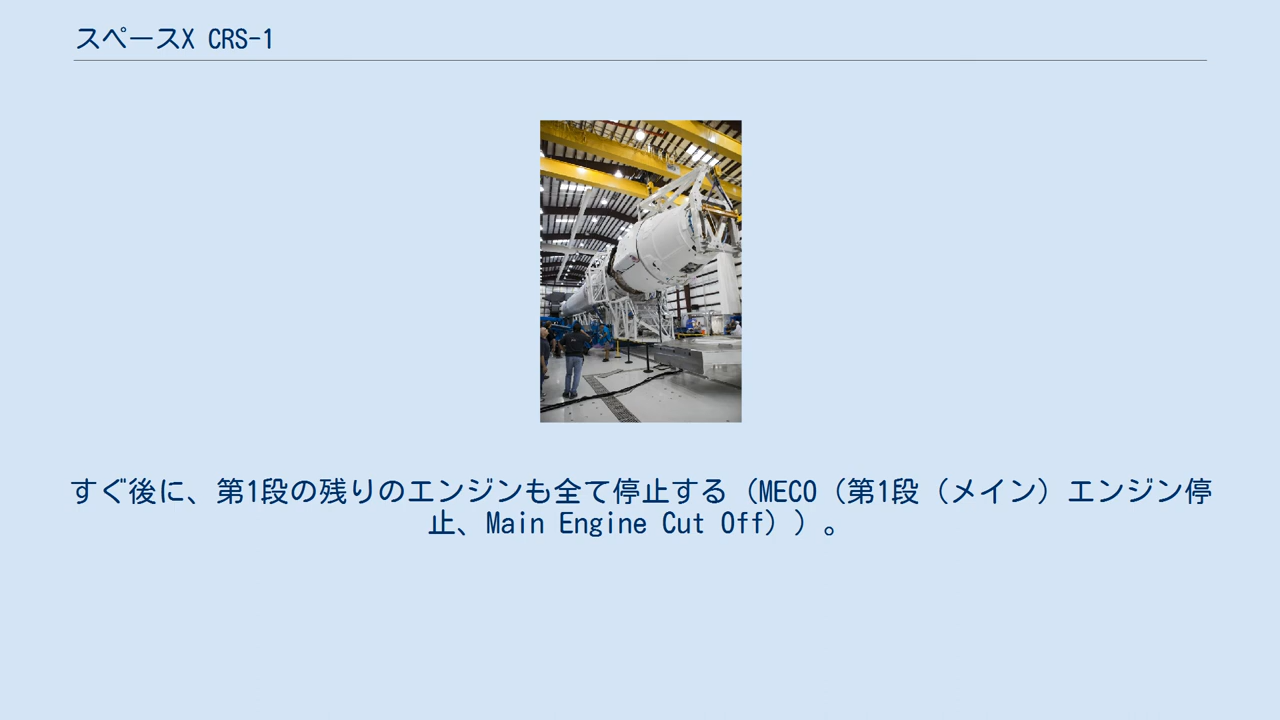 スペースX CRS-1
すぐ後に、第1段の残りのエンジンも全て停止する（MECO（第1段（メイン）エンジン停
止、Main Engine Cut Off））。